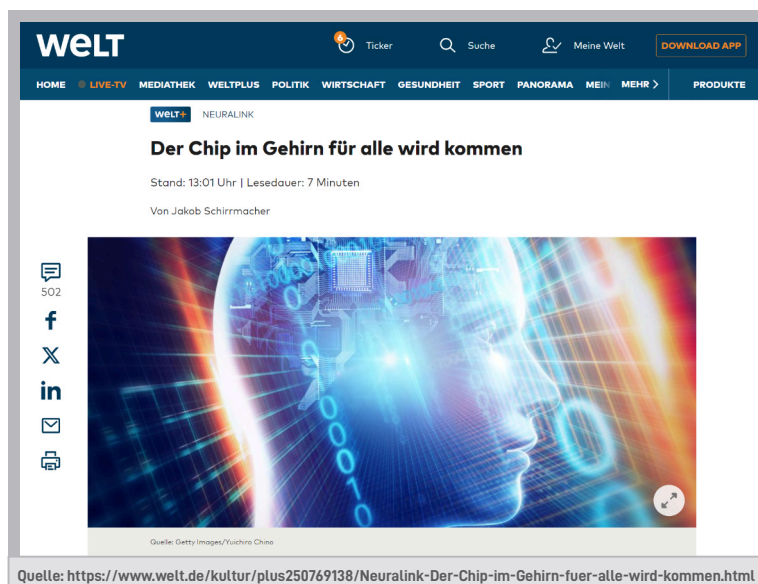 WELT
6
Ticker
Suche
Meine Welt
DOWNLOAD APP
HOME LIVE-TV MEDIATHEK WELTPLUS POLITIK WIRTSCHAFT GESUNDHEIT SPORT PANORAMA MEIN MEHR PRODUKTE
WELT+ NEURALINK
Der Chip im Gehirn für alle wird kommen
Stand: 13:01 Uhr | Lesedauer: 7 Minuten
Von Jakob Schirrmacher
502
Quelle: Getty Images/Yuichiro Chino
Quelle: https://www.welt.de/kultur/plus250769138/Neuralink-Der-Chip-im-Gehirn-fuer-alle-wird-kommen.html